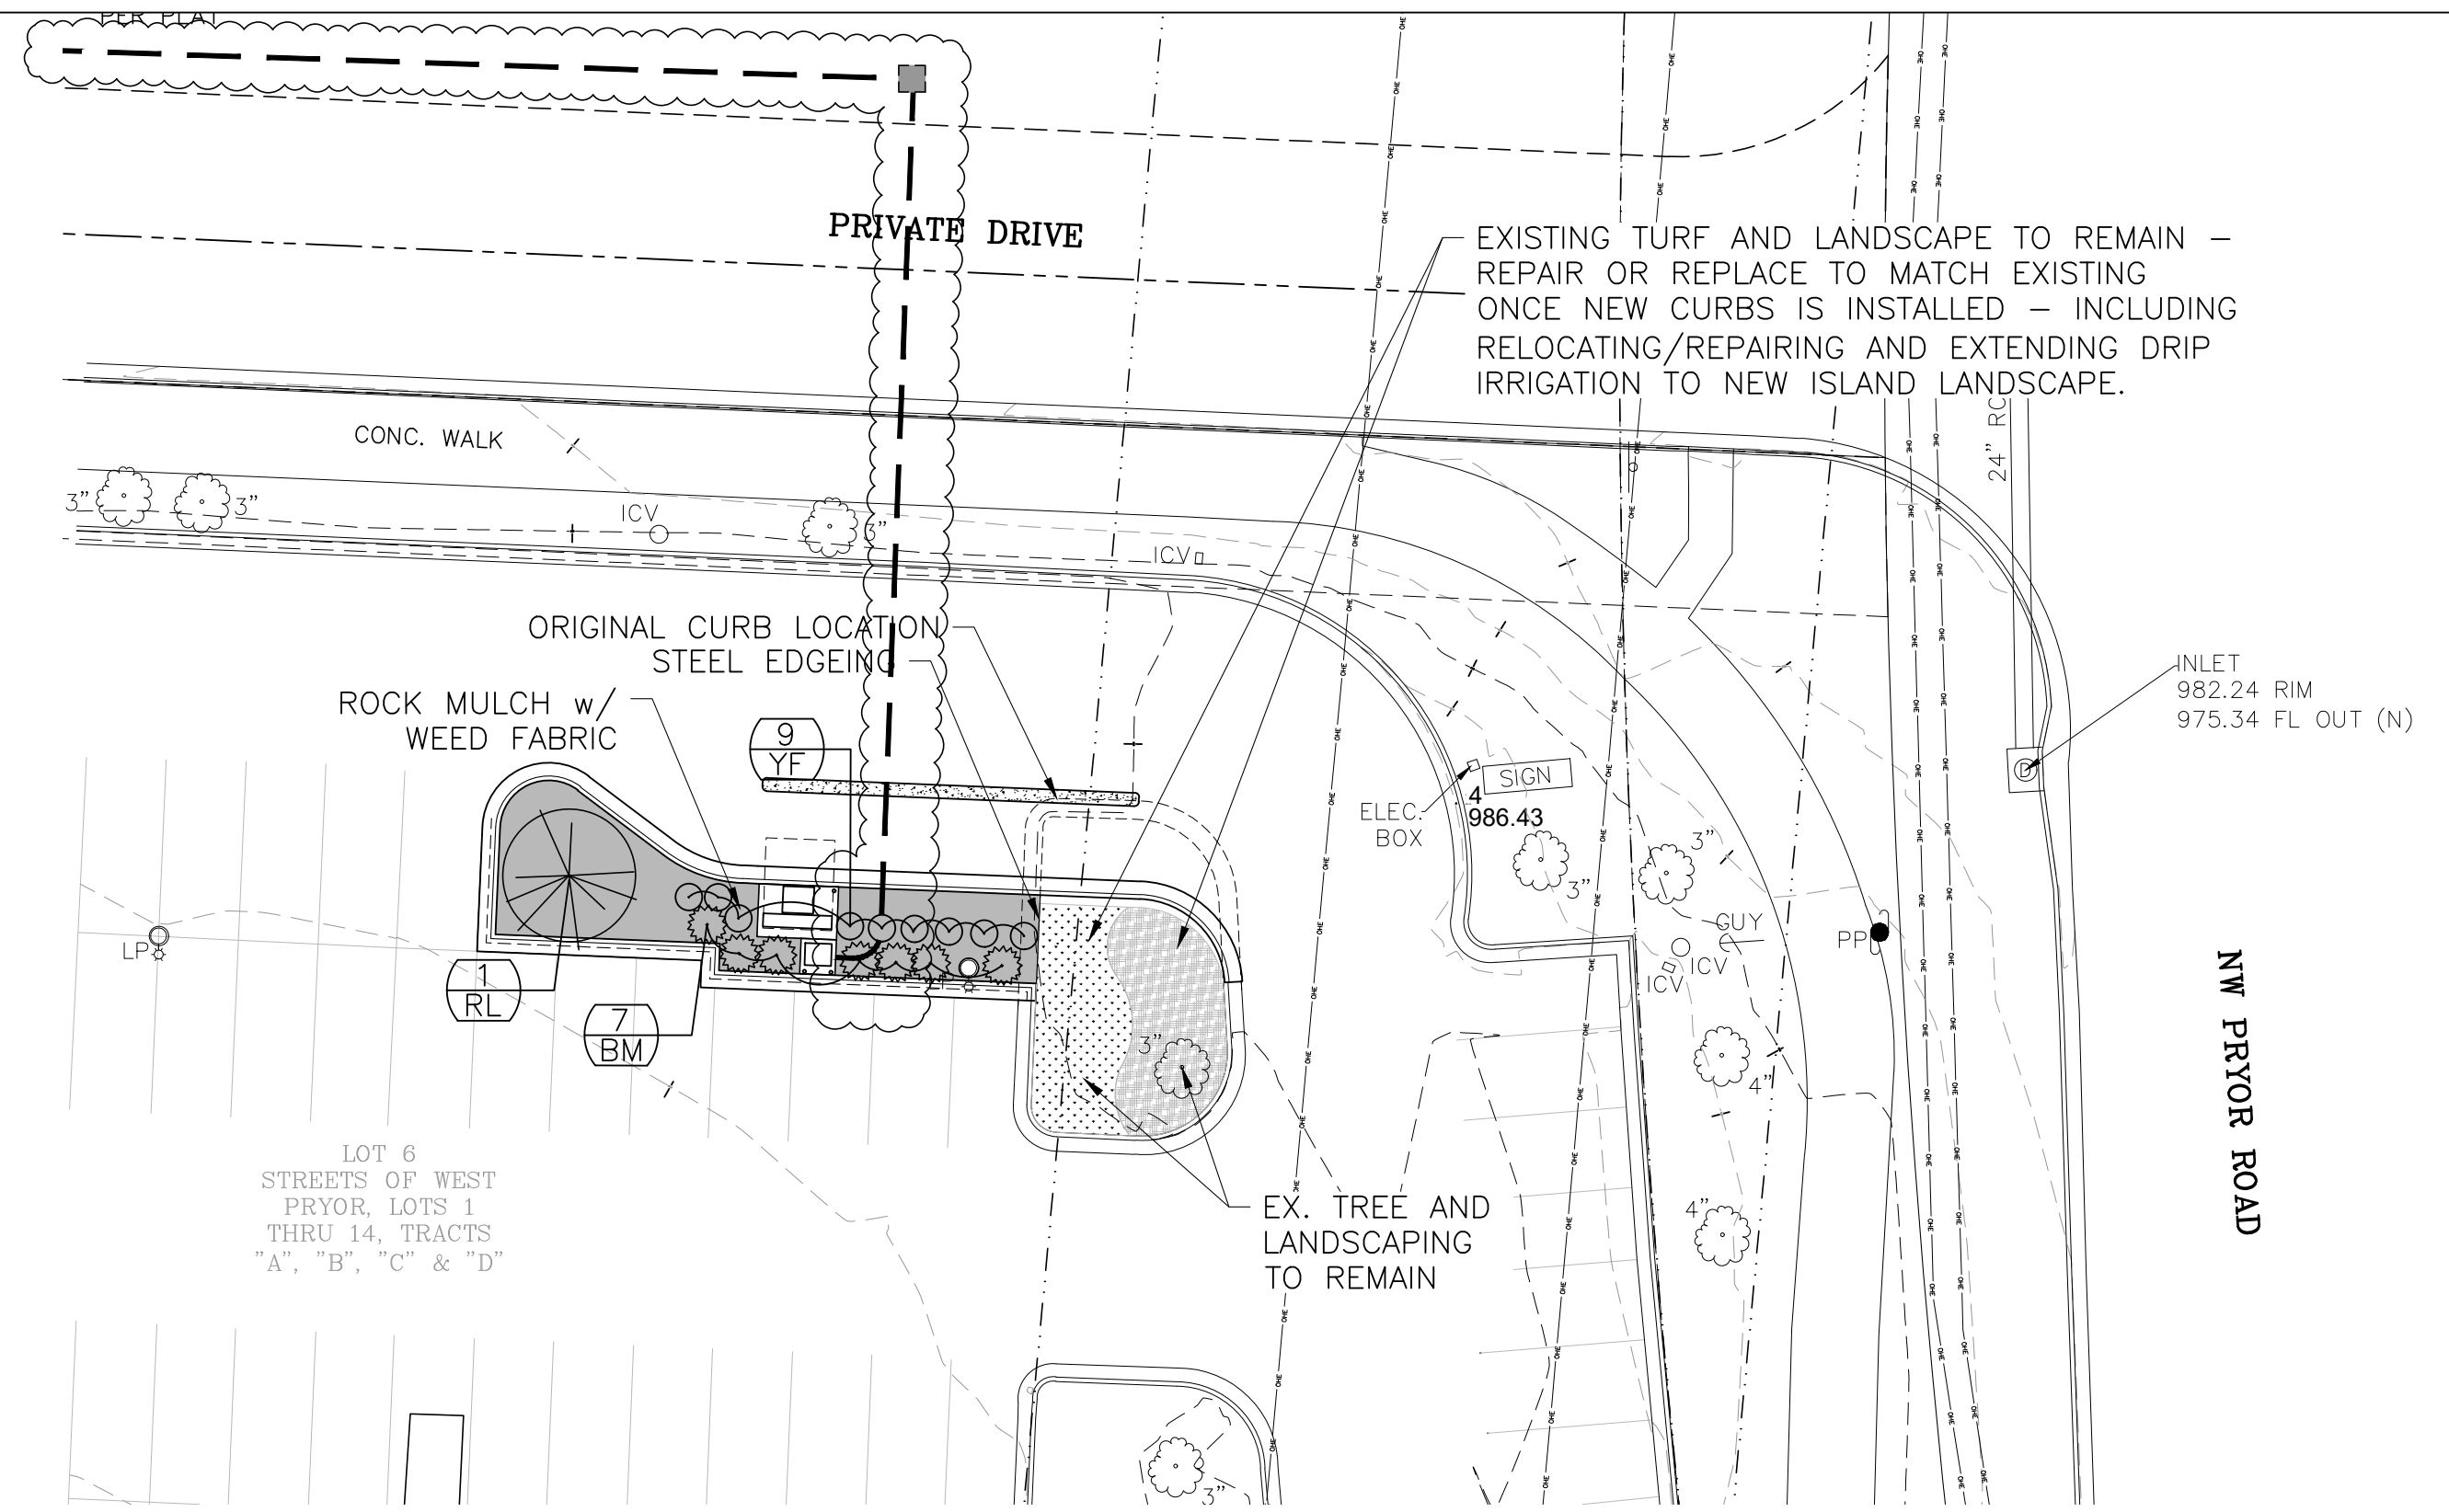 PER PLAT
PRIVATE DRIVE
EXISTING TURF AND LANDSCAPE TO REMAIN –
REPAIR OR REPLACE TO MATCH EXISTING
ONCE NEW CURBS IS INSTALLED – INCLUDING
RELOCATING/REPAIRING AND EXTENDING DRIP
IRRIGATION TO NEW ISLAND LANDSCAPE.
24" RC
CONC. WALK
3"
3"
ICV
3"
ICV
ORIGINAL CURB LOCATION
STEEL EDGEING
ROCK MULCH w/
WEED FABRIC
9
YF
INLET
982.24 RIM
975.34 FL OUT (N)
D
SIGN
4
986.43
ELEC.
BOX
3"
3"
GUY
PP
ICV
ICV
LP
1
RL
7
BM
3"
4"
4"
NW PRYOR ROAD
LOT 6
STREETS OF WEST
PRYOR, LOTS 1
THRU 14, TRACTS
"A", "B", "C" & "D"
EX. TREE AND
LANDSCAPING
TO REMAIN
3"
OHE